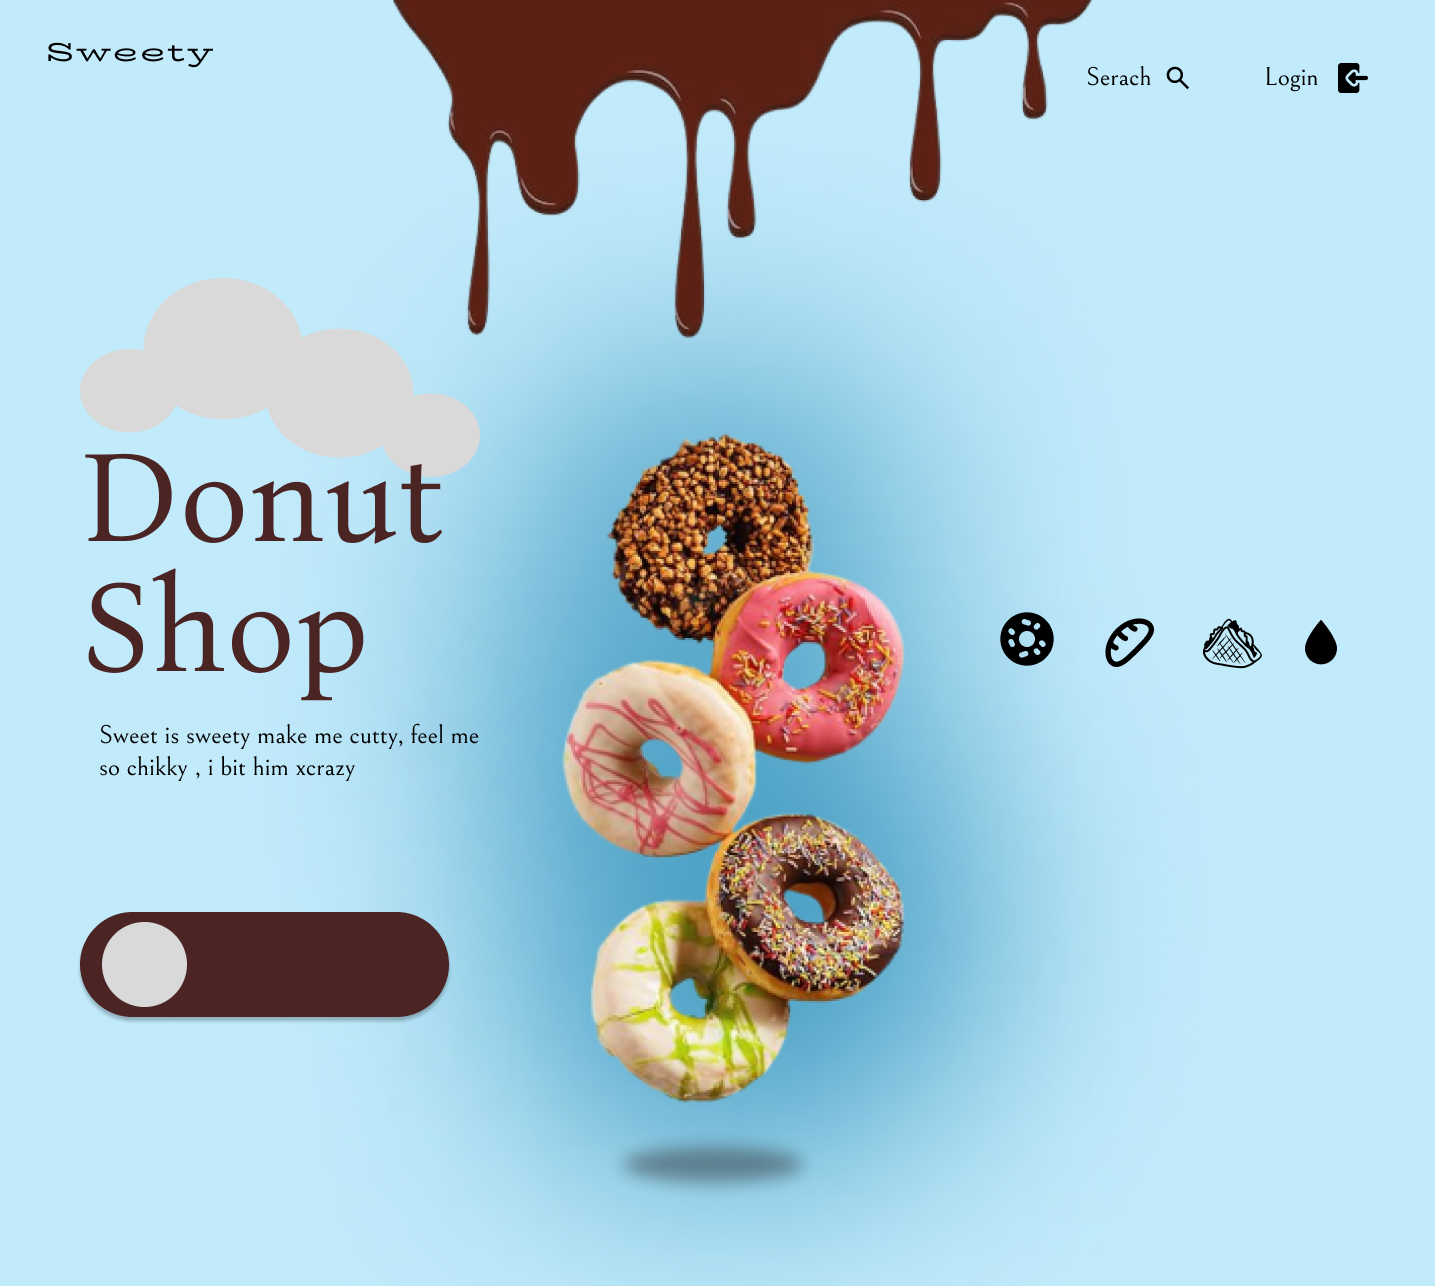 Sweety
Serach
Login
Donut
Shop
Sweet is sweety make me cutty, feel me
so chikky , i bit him xcrazy